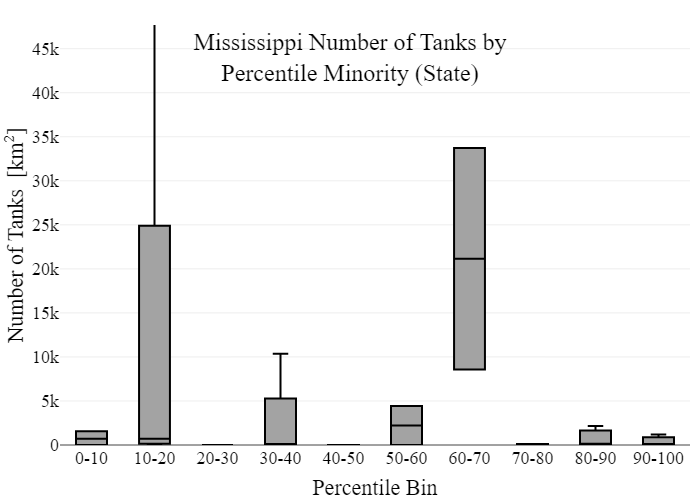 Mississippi Number of Tanks by
Percentile Minority (State)
Number of Tanks [km²]
45k
40k
35k
30k
25k
20k
15k
10k
5k
0
0-10 10-20 20-30 30-40 40-50 50-60 60-70 70-80 80-90 90-100
Percentile Bin